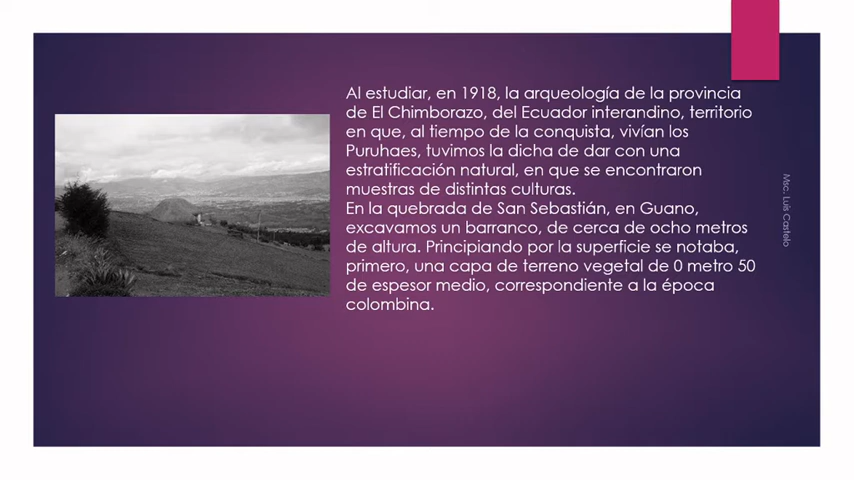 Al estudiar, en 1918, la arqueología de la provincia
de El Chimborazo, del Ecuador interandino, territorio
en que, al tiempo de la conquista, vivían los
Puruhaes, tuvimos la dicha de dar con una
estratificación natural, en que se encontraron
muestras de distintas culturas.
En la quebrada de San Sebastián, en Guano,
excavamos un barranco, de cerca de ocho metros
de altura. Principiando por la superficie se notaba,
primero, una capa de terreno vegetal de 0 metro 50
de espesor medio, correspondiente a la época
colombina.
Msc. Luis Castelo